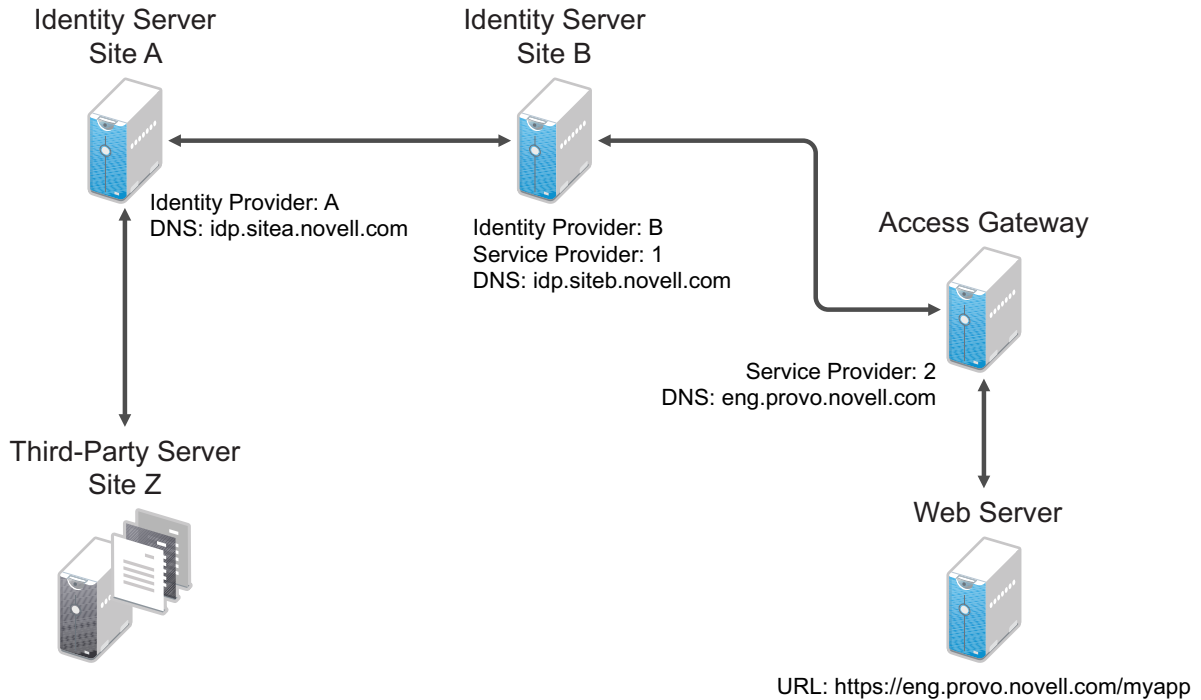 Identity Server
Site A
Identity Server
Site B
Identity Provider: A
DNS: idp.sitea.novell.com
Identity Provider: B
Service Provider: 1
DNS: idp.siteb.novell.com
Access Gateway
Service Provider: 2
DNS: eng.provo.novell.com
Third-Party Server
Site Z
Web Server
URL: https://eng.provo.novell.com/myapp